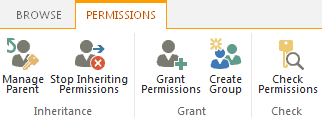 BROWSE PERMISSIONS
Manage Parent
Stop Inheriting Permissions
Grant Permissions
Create Group
Check Permissions
Inheritance Grant Check